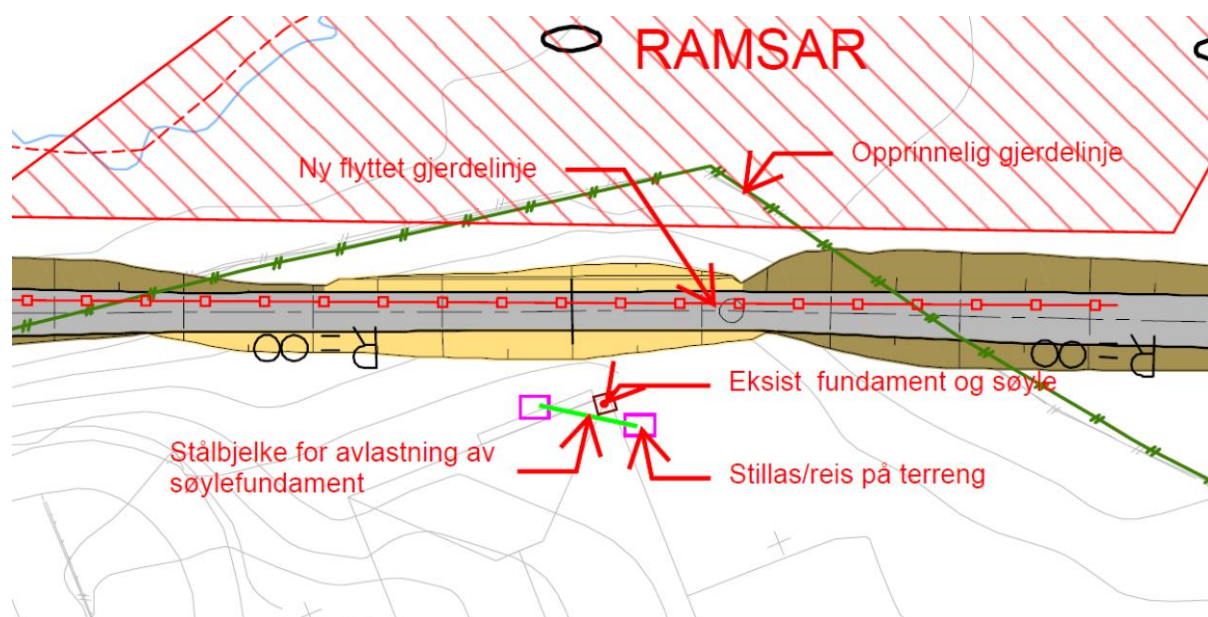 RAMSAR
Ny flyttet gjerdelinje
Opprinnelig gjerdelinje
R=∞
R=∞
Eksist fundament og søyle
Stålbjelke for avlastning av
søylefundament
Stillas/reis på terreng